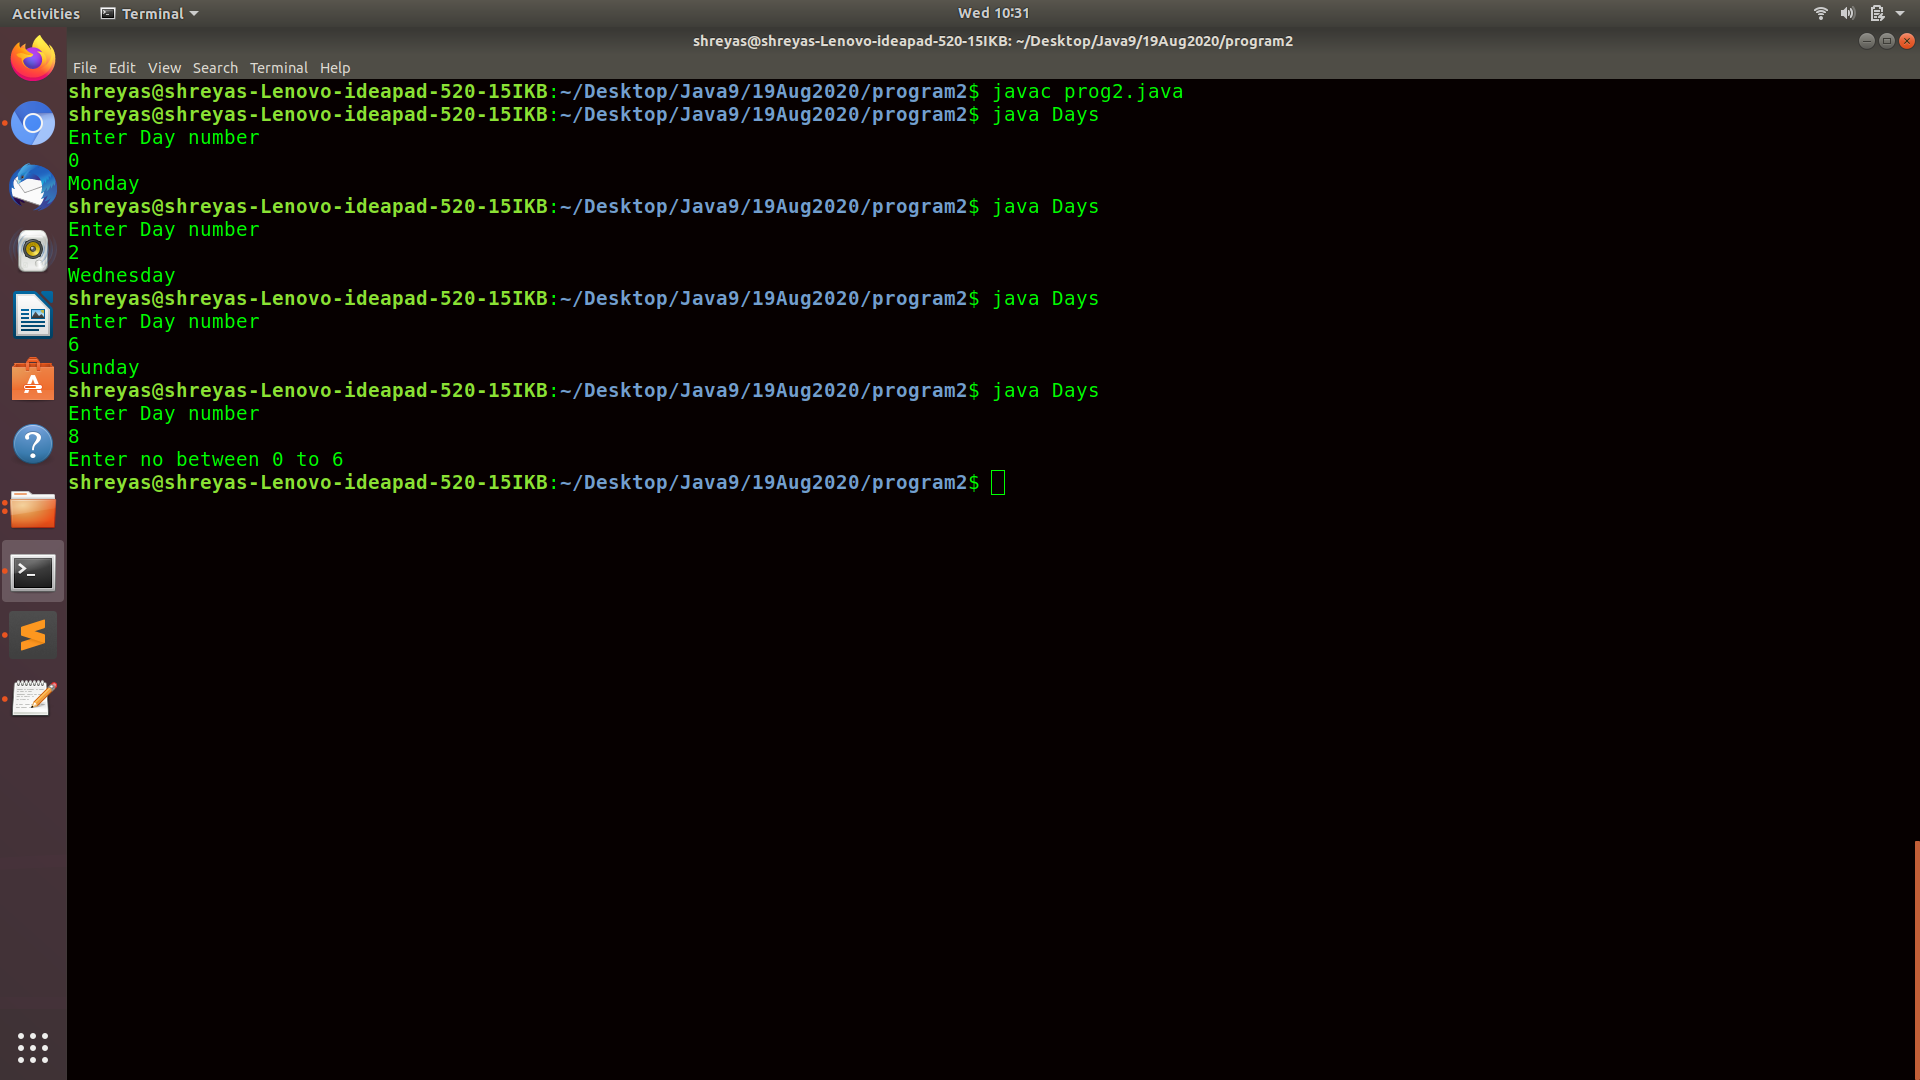 Activities Terminal Wed 10:31
shreyas@shreyas-Lenovo-ideapad-520-15IKB: ~/Desktop/Java9/19Aug2020/program2
File Edit View Search Terminal Help
shreyas@shreyas-Lenovo-ideapad-520-15IKB:~/Desktop/Java9/19Aug2020/program2$ javac prog2.java
shreyas@shreyas-Lenovo-ideapad-520-15IKB:~/Desktop/Java9/19Aug2020/program2$ java Days
Enter Day number
0
Monday
shreyas@shreyas-Lenovo-ideapad-520-15IKB:~/Desktop/Java9/19Aug2020/program2$ java Days
Enter Day number
2
Wednesday
shreyas@shreyas-Lenovo-ideapad-520-15IKB:~/Desktop/Java9/19Aug2020/program2$ java Days
Enter Day number
6
Sunday
shreyas@shreyas-Lenovo-ideapad-520-15IKB:~/Desktop/Java9/19Aug2020/program2$ java Days
Enter Day number
8
Enter no between 0 to 6
shreyas@shreyas-Lenovo-ideapad-520-15IKB:~/Desktop/Java9/19Aug2020/program2$